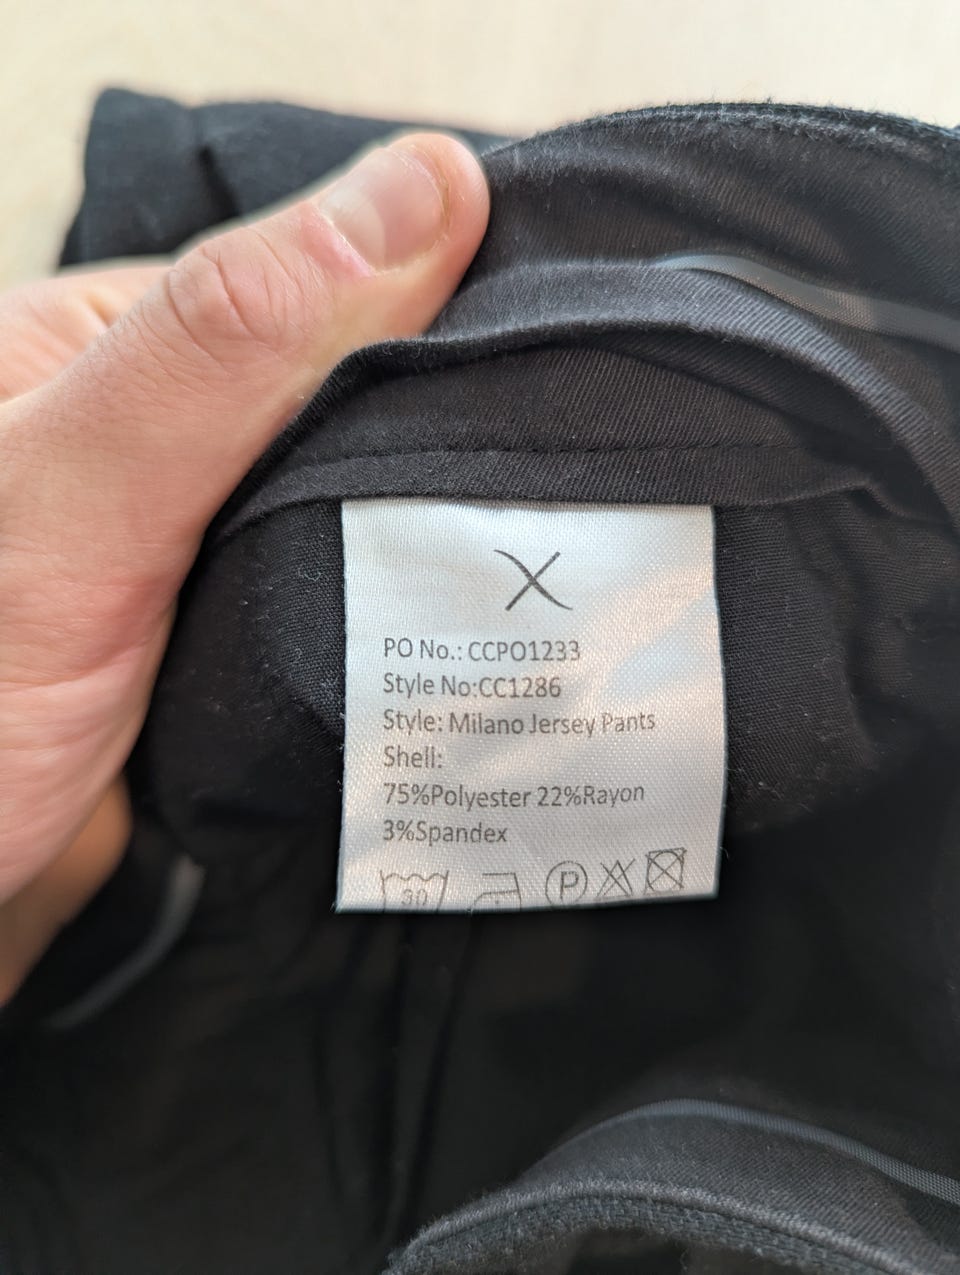 PO No.: CCPO1233
Style No:CC1286
Style: Milano Jersey Pants
Shell:
75%Polyester 22%Rayon
3%Spandex
30 P